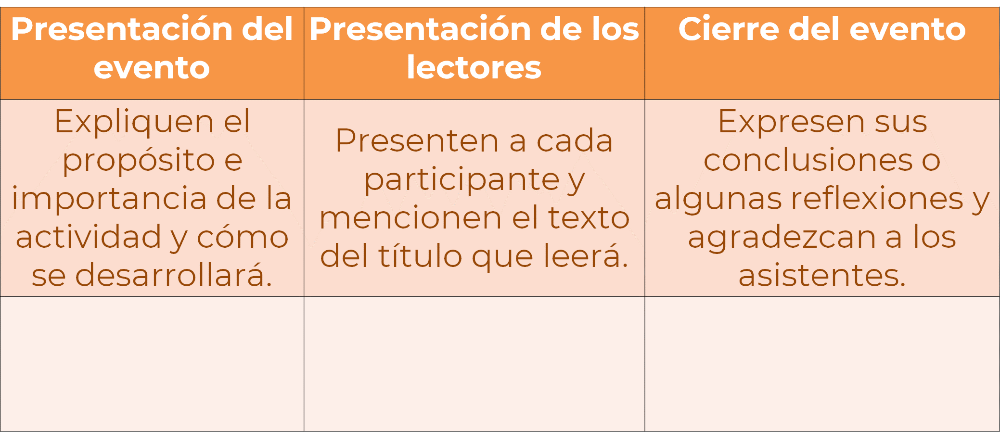 Presentación del
evento
Presentación de los
lectores
Cierre del evento
Expliquen el
propósito e
importancia de la
actividad y cómo
se desarrollará.
Presenten a cada
participante y
mencionen el texto
del título que leerá.
Expresen sus
conclusiones o
algunas reflexiones y
agradezcan a los
asistentes.